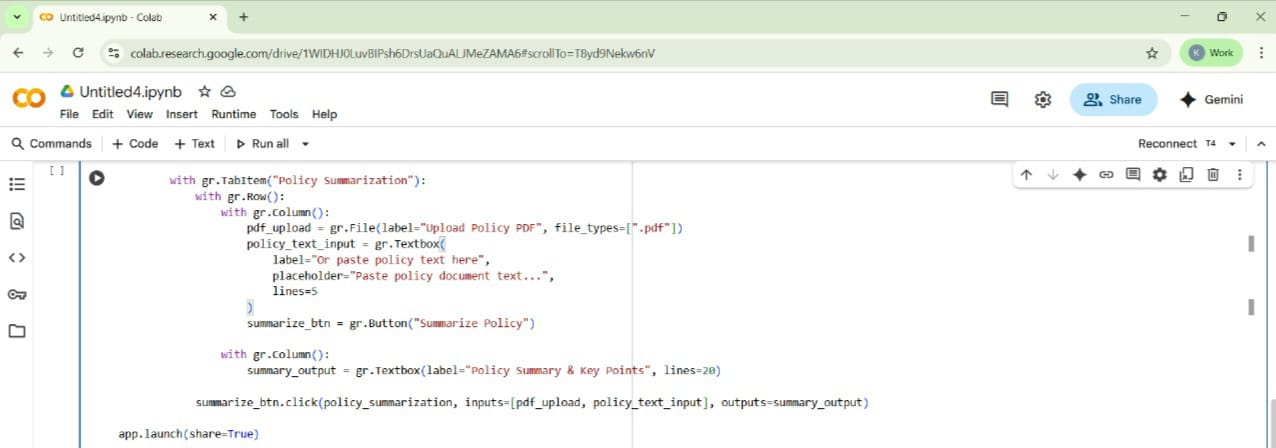 Untitled4.ipynb - Colab
colab.research.google.com/drive/1WIDHJ0LuvBIPsh6DrsUaQuALJMeZAMA6#scrollTo=T8yd9Nekw6nV
K Work
Untitled4.ipynb
File Edit View Insert Runtime Tools Help
Share
Gemini
Commands + Code + Text Run all
Reconnect T4
[ ]
with gr.TabItem("Policy Summarization"):
with gr.Row():
with gr.Column():
pdf_upload = gr.File(label="Upload Policy PDF", file_types=[".pdf"])
policy_text_input = gr.Textbox(
label="Or paste policy text here",
placeholder="Paste policy document text...",
lines=5
)
summarize_btn = gr.Button("Summarize Policy")
with gr.Column():
summary_output = gr.Textbox(label="Policy Summary & Key Points", lines=20)
summarize_btn.click(policy_summarization, inputs=[pdf_upload, policy_text_input], outputs=summary_output)
app.launch(share=True)